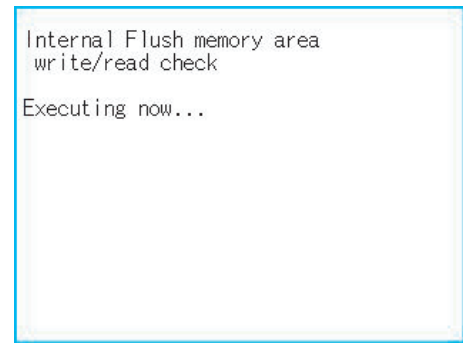 Internal Flush memory area
write/read check
Executing now...